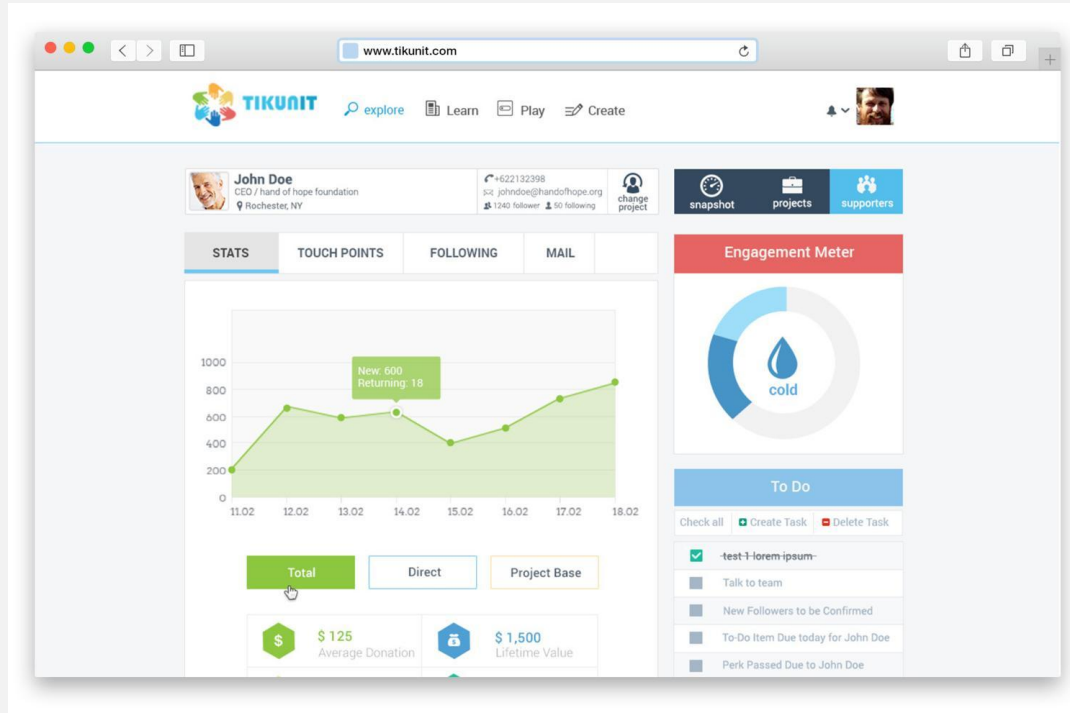 www.tikunit.com
TIKUNIT
explore
Learn
Play
Create
John Doe
CEO / hand of hope foundation
Rochester, NY
+622132398
johndoe@handofhope.org
1240 follower
50 following
change
project
snapshot
projects
supporters
STATS
TOUCH POINTS
FOLLOWING
MAIL
Engagement Meter
cold
1000
800
600
400
200
0
New: 600
Returning: 18
11.02
12.02
13.02
14.02
15.02
16.02
17.02
18.02
Total
Direct
Project Base
$ 125
Average Donation
$ 1,500
Lifetime Value
To Do
Check all
Create Task
Delete Task
test 1 lorem ipsum
Talk to team
New Followers to be Confirmed
To-Do Item Due today for John Doe
Perk Passed Due to John Doe